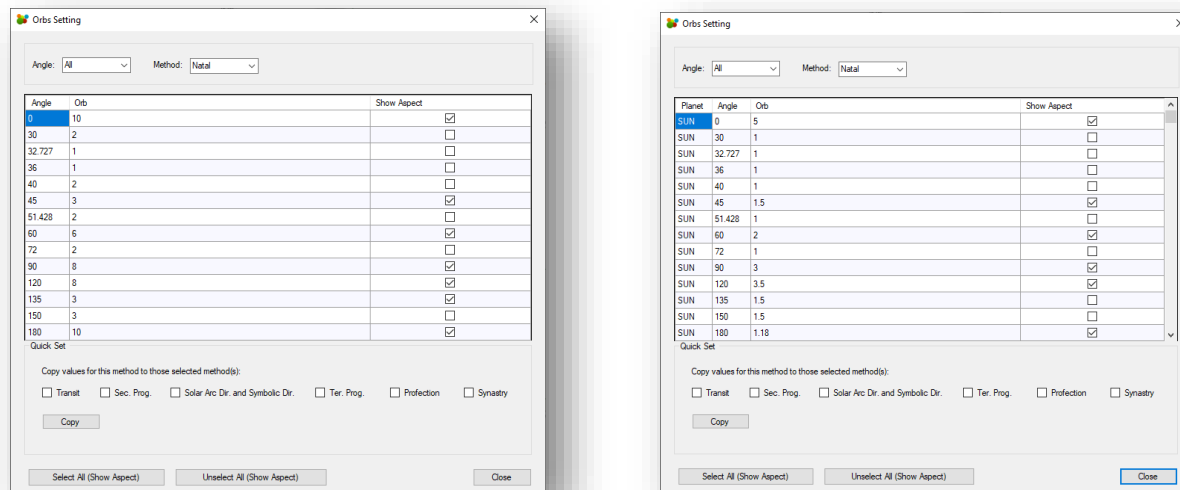 Orbs Setting
Angle: All Method: Natal
Angle Orb Show Aspect
0 10
30 2
32.727 1
36 1
40 2
45 3
51.428 2
60 6
72 2
90 8
120 8
135 3
150 3
180 10
Quick Set
Copy values for this method to those selected method(s):
Transit Sec. Prog. Solar Arc Dir. and Symbolic Dir. Ter. Prog. Profection Synastry
Copy
Select All (Show Aspect) Unselect All (Show Aspect) Close
Orbs Setting
Angle: All Method: Natal
Planet Angle Orb Show Aspect
SUN 0 5
SUN 30 1
SUN 32.727 1
SUN 36 1
SUN 40 1
SUN 45 1.5
SUN 51.428 1
SUN 60 2
SUN 72 1
SUN 90 3
SUN 120 3.5
SUN 135 1.5
SUN 150 1.5
SUN 180 1.18
Quick Set
Copy values for this method to those selected method(s):
Transit Sec. Prog. Solar Arc Dir. and Symbolic Dir. Ter. Prog. Profection Synastry
Copy
Select All (Show Aspect) Unselect All (Show Aspect) Close